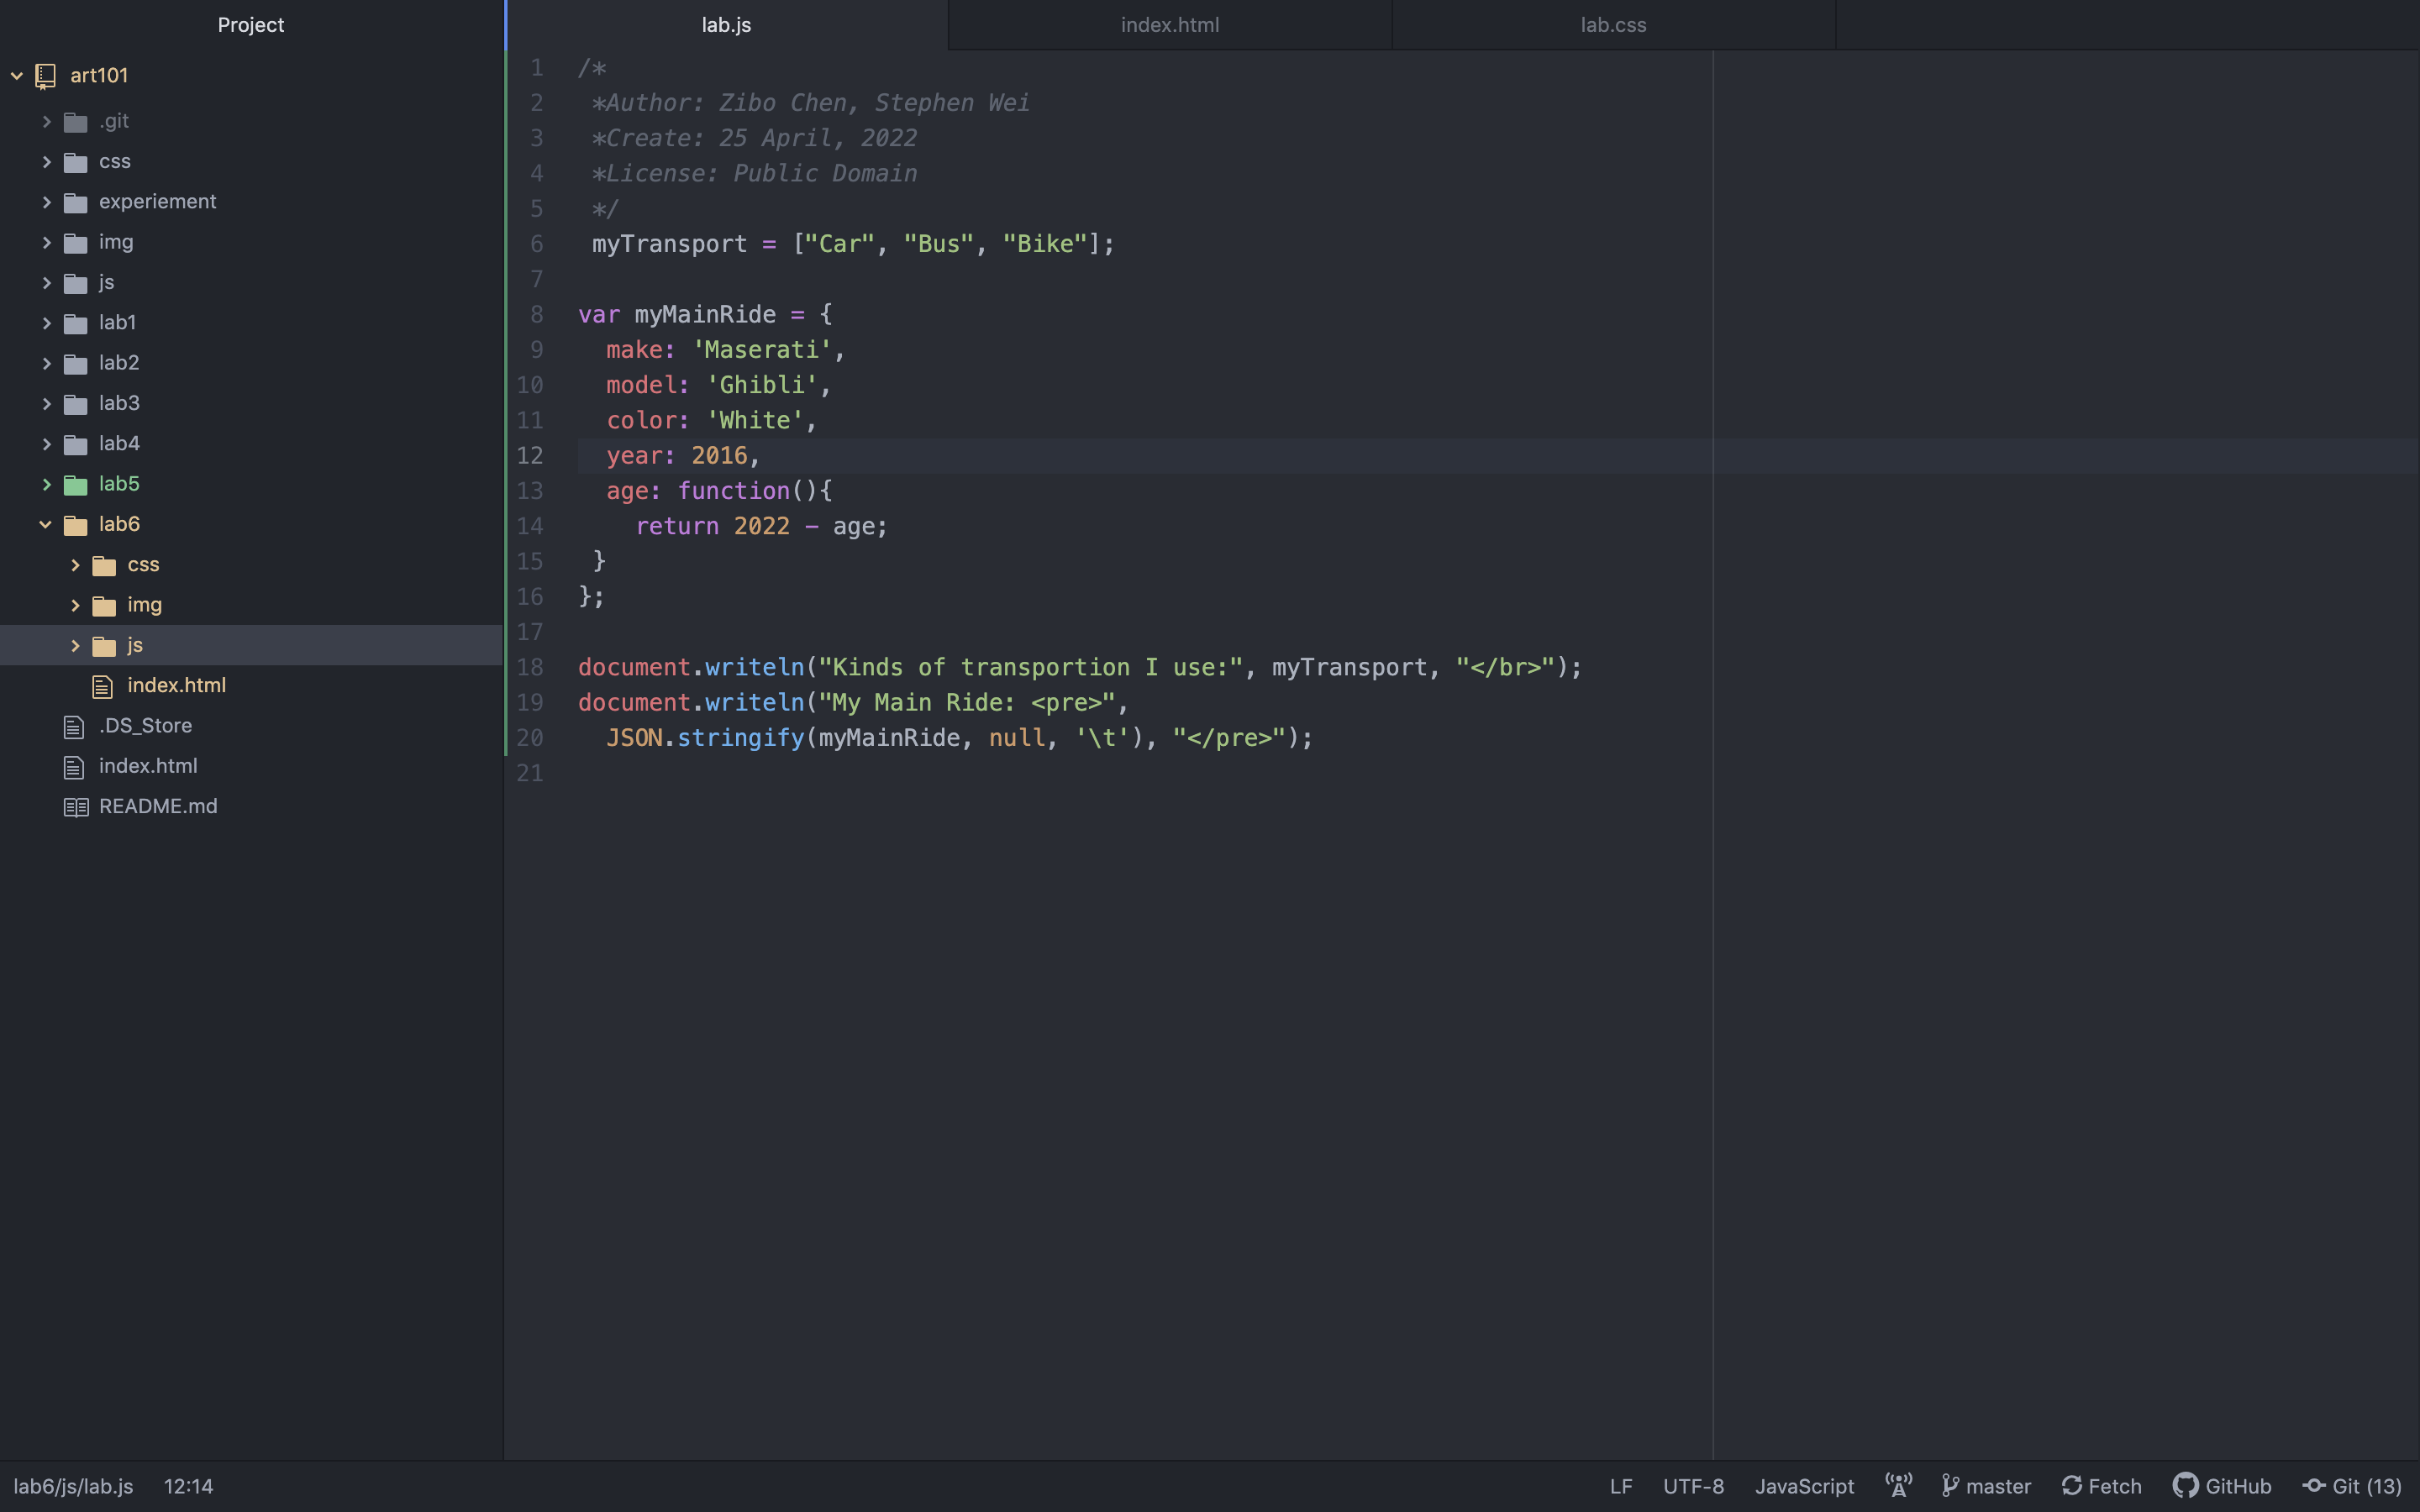 Project
art101
.git
css
experiement
img
js
lab1
lab2
lab3
lab4
lab5
lab6
css
img
js
index.html
.DS_Store
index.html
README.md
lab.js
index.html
lab.css
1 /*
2  *Author: Zibo Chen, Stephen Wei
3  *Create: 25 April, 2022
4  *License: Public Domain
5  */
6  myTransport = ["Car", "Bus", "Bike"];
7
8 var myMainRide = {
9   make: 'Maserati',
10   model: 'Ghibli',
11   color: 'White',
12   year: 2016,
13   age: function(){
14     return 2022 - age;
15  }
16 };
17
18 document.writeln("Kinds of transportion I use:", myTransport, "</br>");
19 document.writeln("My Main Ride: <pre>",
20   JSON.stringify(myMainRide, null, '\t'), "</pre>");
21
lab6/js/lab.js 12:14 LF UTF-8 JavaScript master Fetch GitHub Git (13)